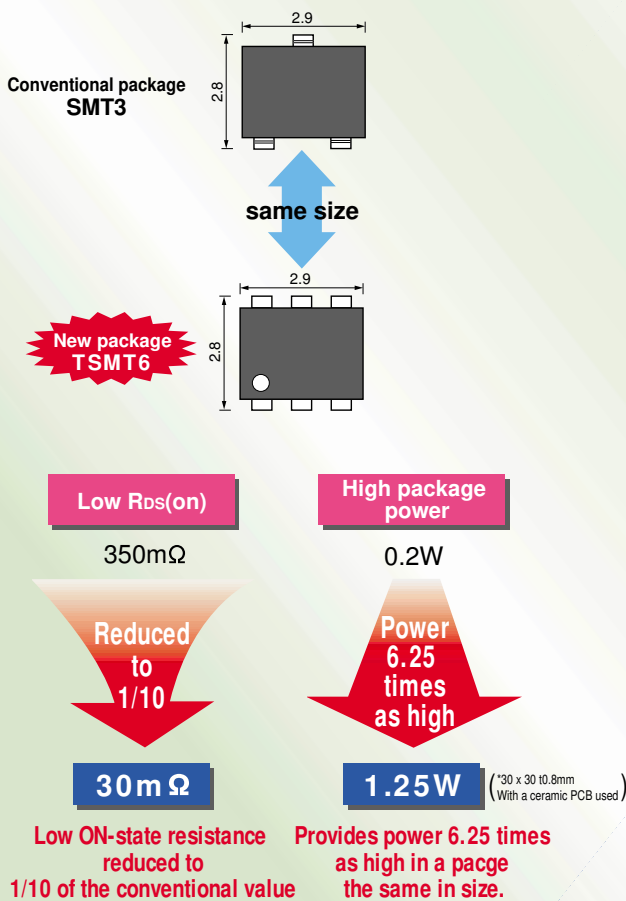 2.9
Conventional package
SMT3
2.8
same size
2.9
New package
TSMT6
2.8
Low RDS(on)
High package
power
350mΩ
0.2W
Reduced
to
1/10
Power
6.25
times
as high
30mΩ
1.25W
(*30 x 30 t0.8mm
With a ceramic PCB used)
Low ON-state resistance
reduced to
1/10 of the conventional value
Provides power 6.25 times
as high in a pacge
the same in size.